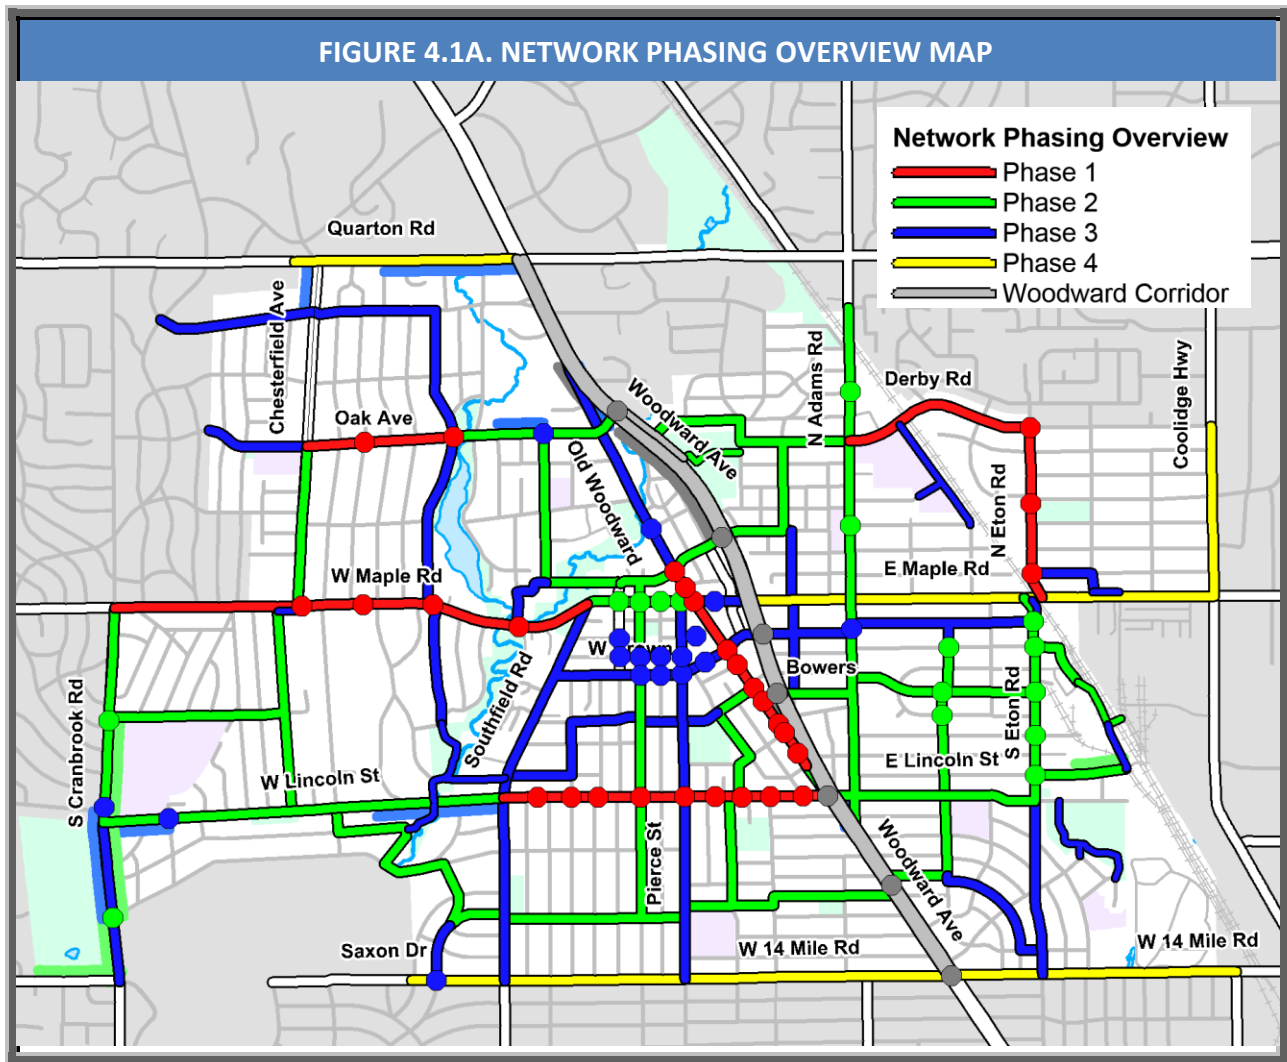 FIGURE 4.1A. NETWORK PHASING OVERVIEW MAP
Network Phasing Overview
Phase 1
Phase 2
Phase 3
Phase 4
Woodward Corridor
Quarton Rd
Chesterfield Ave
N Adams Rd
Derby Rd
Coolidge Hwy
Oak Ave
Woodward Ave
Old Woodward
N Eton Rd
W Maple Rd
E Maple Rd
Bowers
S Cranbrook Rd
Southfield Rd
S Eton Rd
W Lincoln St
E Lincoln St
Pierce St
Woodward Ave
Saxon Dr
W 14 Mile Rd
W 14 Mile Rd